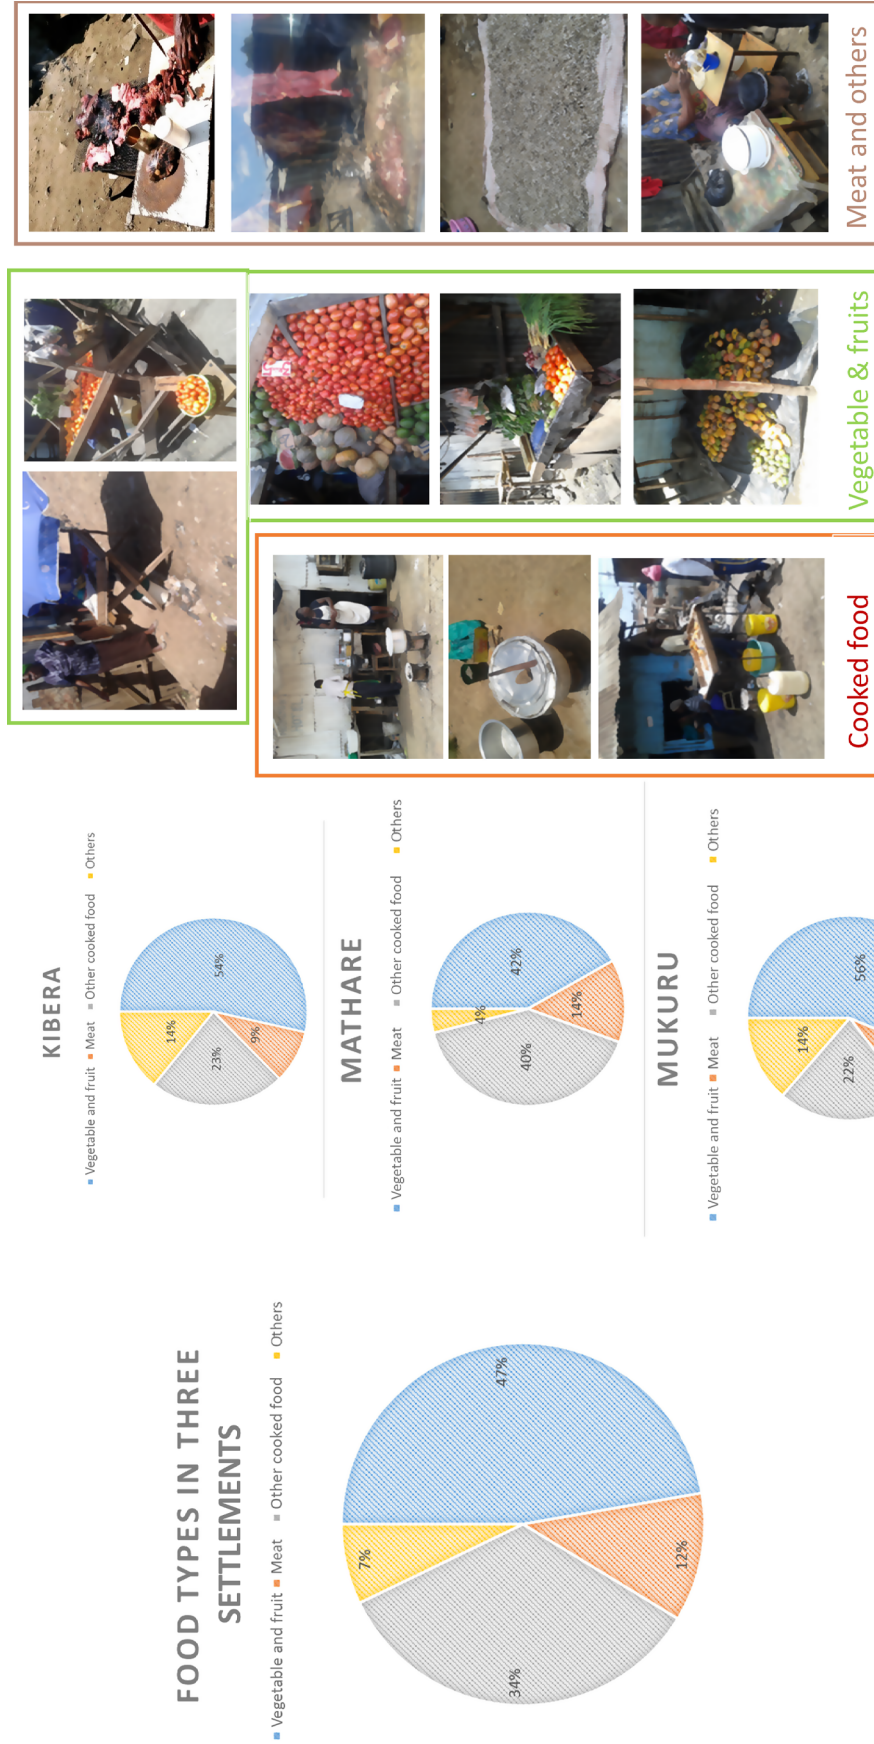 FOOD TYPES IN THREE
SETTLEMENTS
Vegetable and fruit Meat Other cooked food Others
47%
12%
34%
7%
KIBERA
Vegetable and fruit Meat Other cooked food Others
54%
9%
23%
14%
MATHARE
Vegetable and fruit Meat Other cooked food Others
42%
14%
40%
4%
MUKURU
Vegetable and fruit Meat Other cooked food Others
56%
22%
14%
Cooked food
Vegetable & fruits
Meat and others